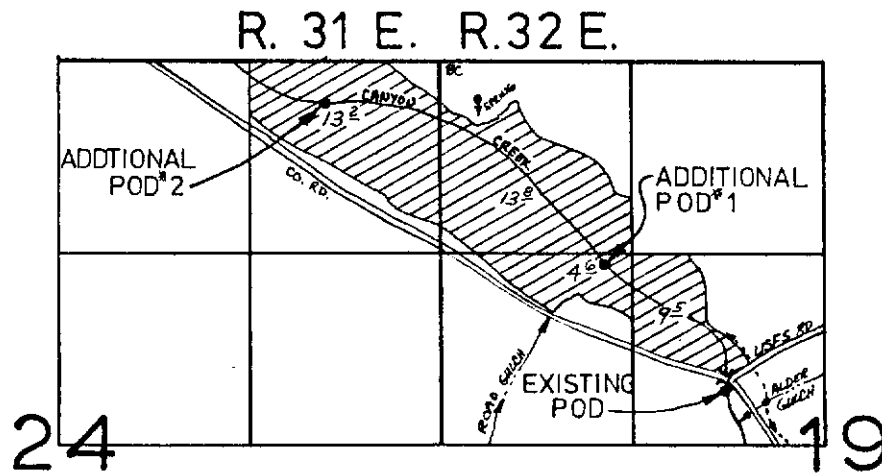 R. 31 E. R.32 E.
SPRING
CANYON
13.2
ADDTIONAL
POD #2
CREEK
CO. RD.
13.8
ADDITIONAL
POD #1
4.6
9.5
USFS RD
ROAD GULCH
EXISTING
POD
ALDER
GULCH
24
19